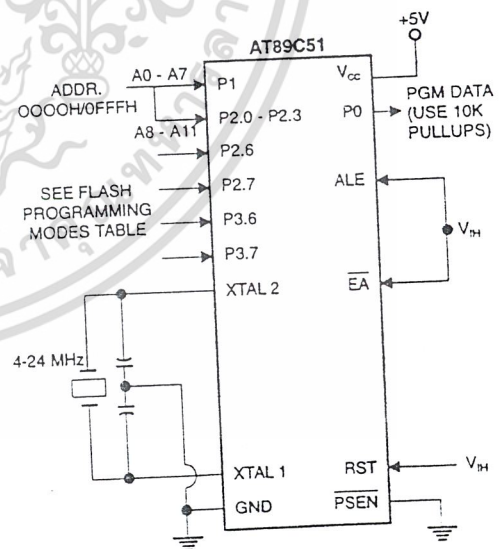 +5V
AT89C51
ADDR.
OOOOH/OFFFH
A0 - A7
P1
Vcc
PGM DATA
(USE 10K
PULLUPS)
P2.0 - P2.3
P0
A8 - A11
P2.6
SEE FLASH
PROGRAMMING
MODES TABLE
P2.7
ALE
P3.6
VIH
P3.7
EA
XTAL 2
4-24 MHz
XTAL 1
RST
VIH
GND
PSEN